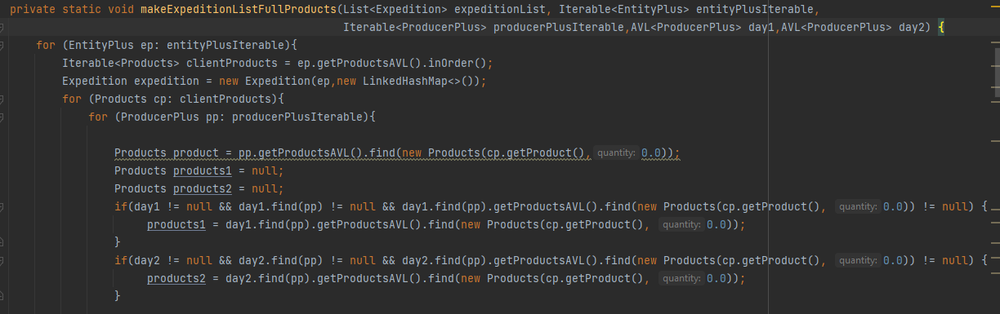 private static void makeExpeditionListFullProducts(List<Expedition> expeditionList, Iterable<EntityPlus> entityPlusIterable,
Iterable<ProducerPlus> producerPlusIterable,AVL<ProducerPlus> day1,AVL<ProducerPlus> day2) {
for (EntityPlus ep: entityPlusIterable){
Iterable<Products> clientProducts = ep.getProductsAVL().inOrder();
Expedition expedition = new Expedition(ep,new LinkedHashMap<>());
for (Products cp: clientProducts){
for (ProducerPlus pp: producerPlusIterable){
Products product = pp.getProductsAVL().find(new Products(cp.getProduct(), quantity: 0.0));
Products products1 = null;
Products products2 = null;
if(day1 != null && day1.find(pp) != null && day1.find(pp).getProductsAVL().find(new Products(cp.getProduct(), quantity: 0.0)) != null) {
products1 = day1.find(pp).getProductsAVL().find(new Products(cp.getProduct(), quantity: 0.0));
}
if(day2 != null && day2.find(pp) != null && day2.find(pp).getProductsAVL().find(new Products(cp.getProduct(), quantity: 0.0)) != null) {
products2 = day2.find(pp).getProductsAVL().find(new Products(cp.getProduct(), quantity: 0.0));
}